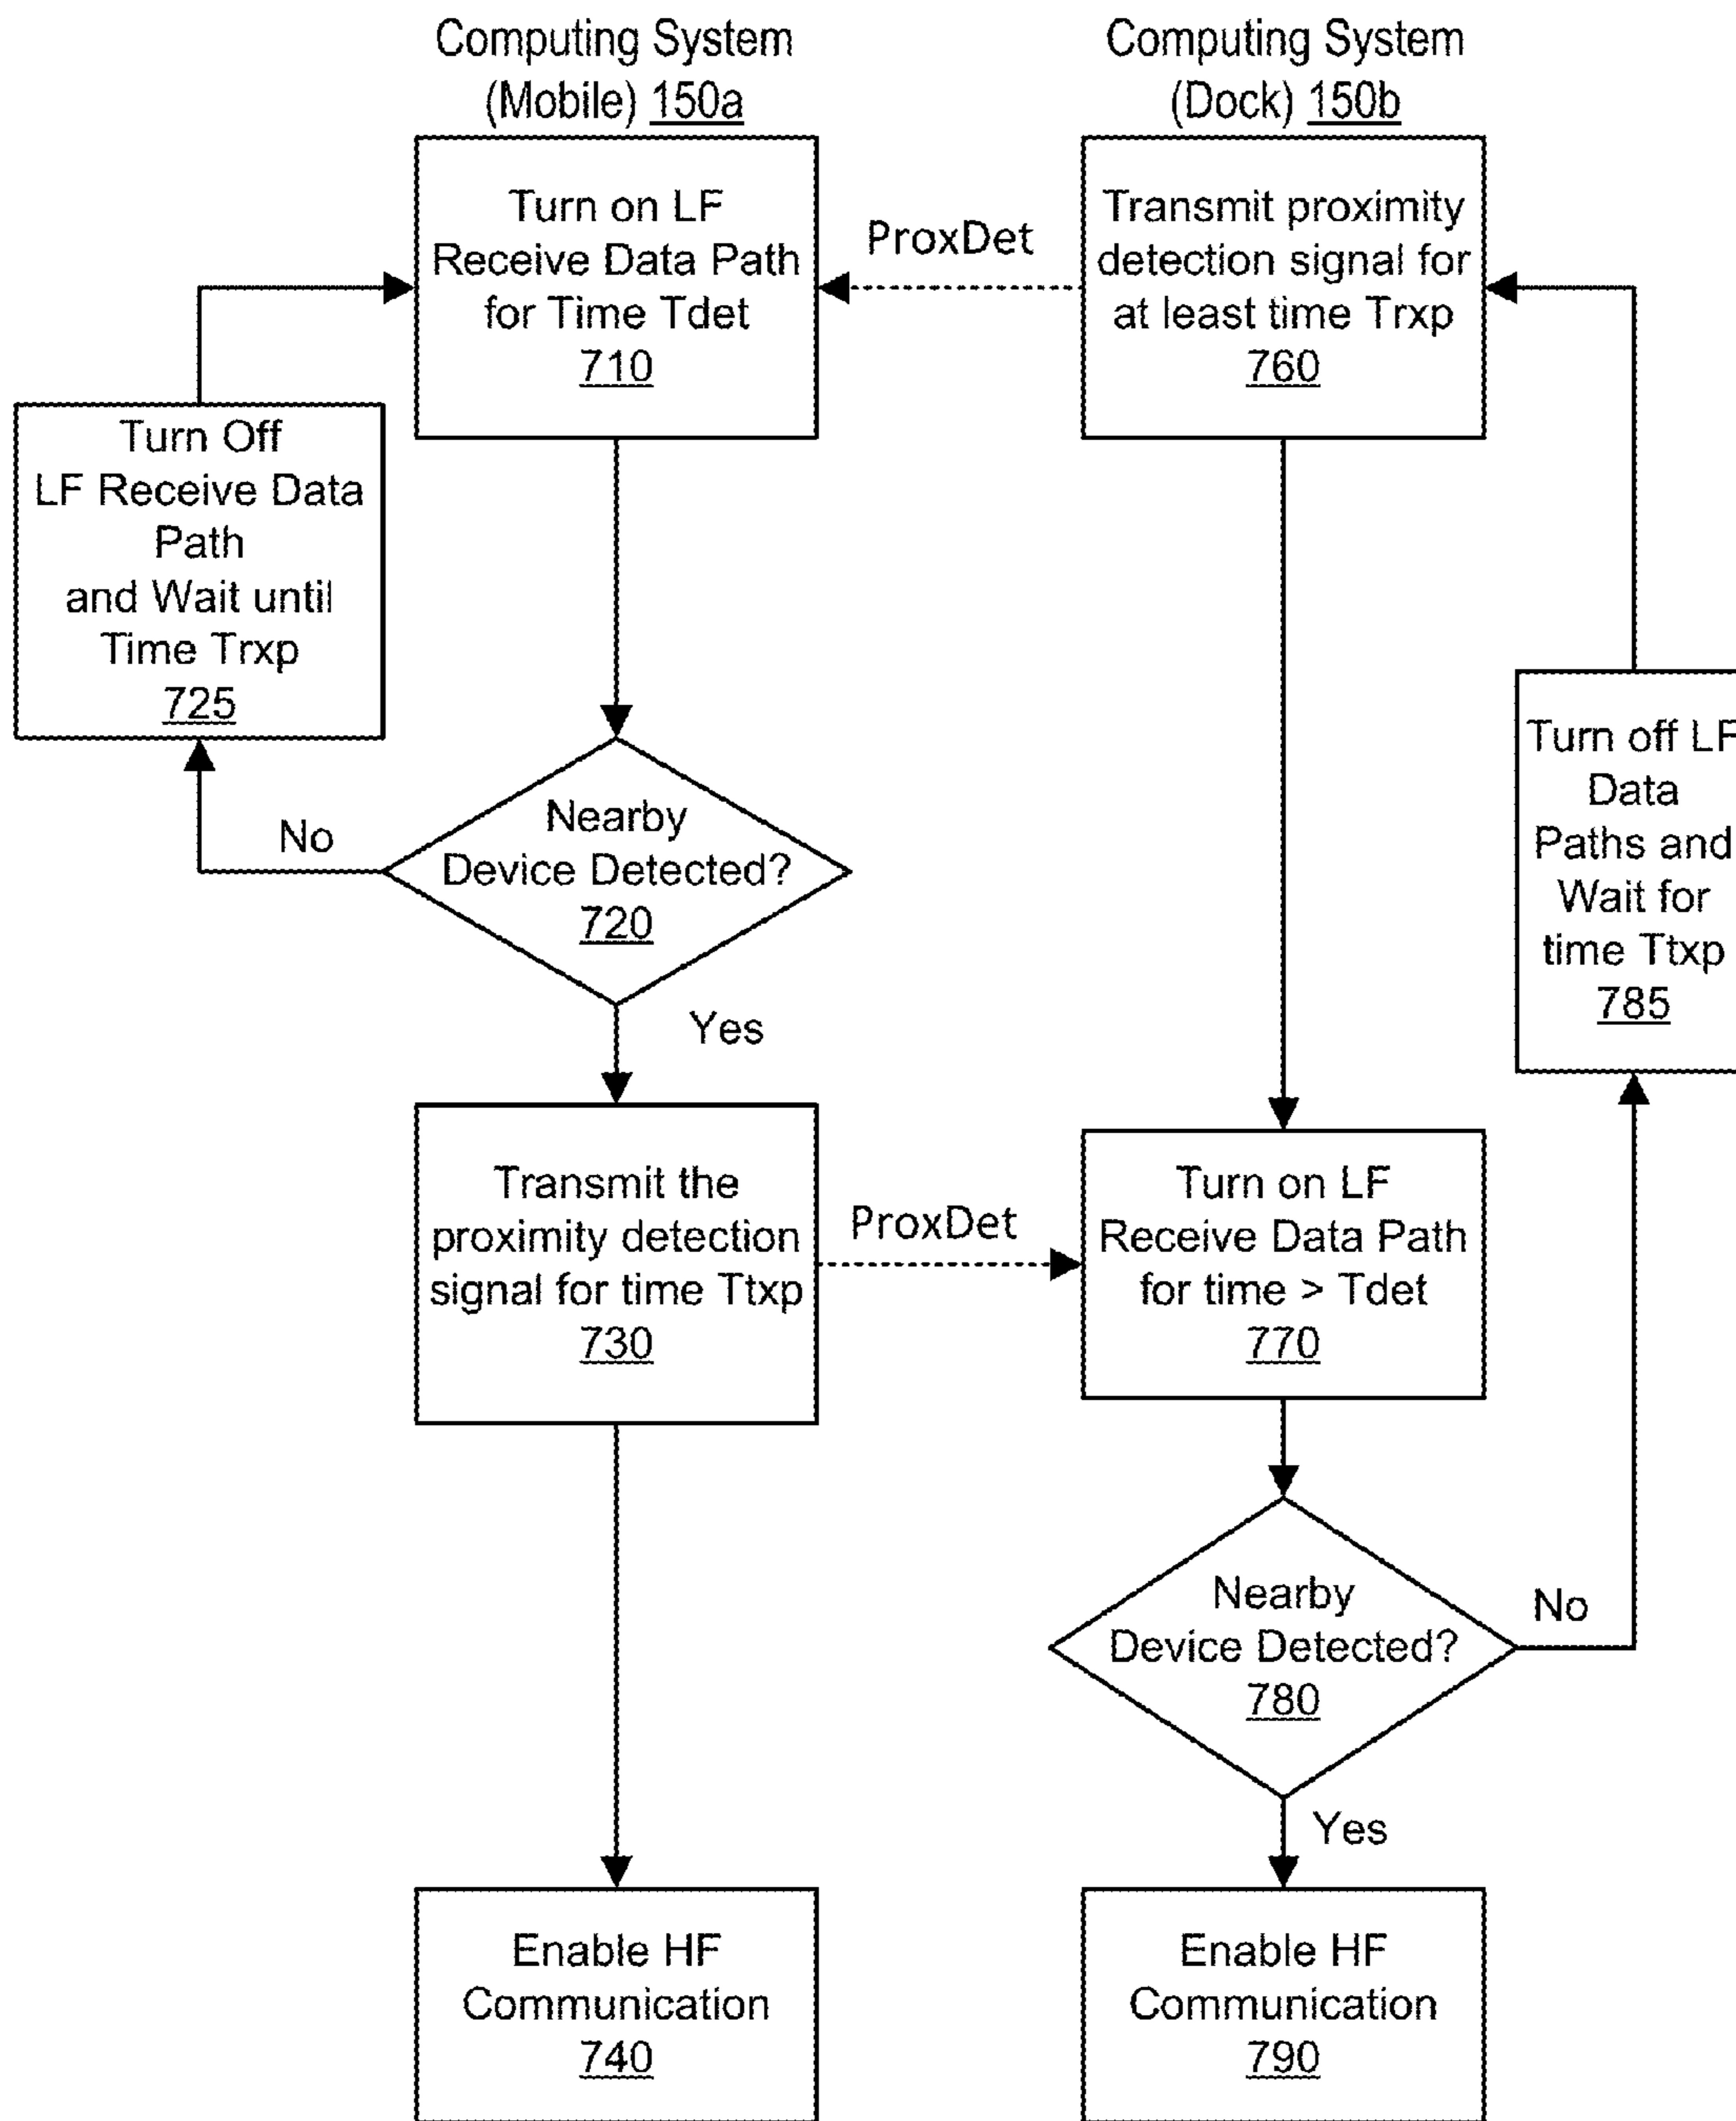 Computing System
(Mobile) 150a
Computing System
(Dock) 150b
Turn on LF
Receive Data Path
for Time Tdet
710
ProxDet
Transmit proximity
detection signal for
at least time Trxp
760
Turn Off
LF Receive Data
Path
and Wait until
Time Trxp
725
Turn off LF
Data
Paths and
Wait for
time Ttxp
785
No
Nearby
Device Detected?
720
Yes
Transmit the
proximity detection
signal for time Ttxp
730
ProxDet
Turn on LF
Receive Data Path
for time > Tdet
770
Nearby
Device Detected?
780
No
Yes
Enable HF
Communication
740
Enable HF
Communication
790